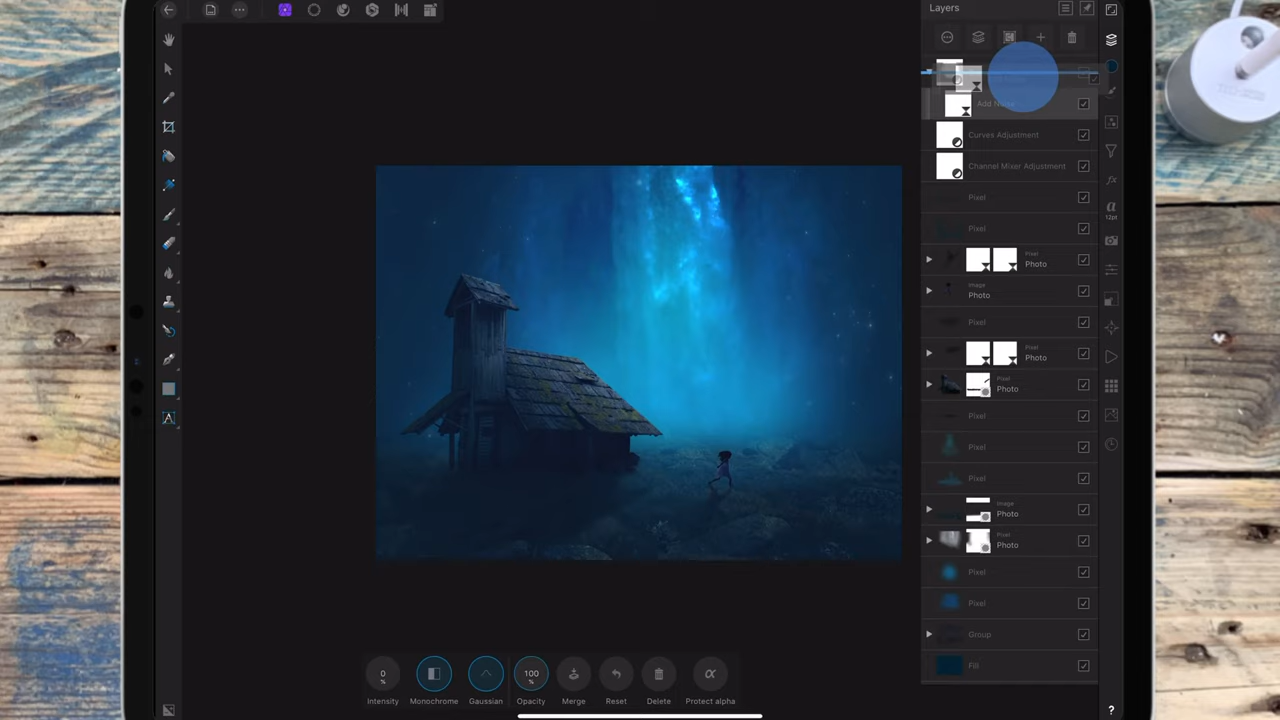 Layers
Add Noise
Curves Adjustment
Channel Mixer Adjustment
Pixel
Pixel
Pixel
Photo
Image
Photo
Pixel
Pixel
Photo
Pixel
Photo
Pixel
Pixel
Pixel
Image
Photo
Pixel
Photo
Pixel
Pixel
Group
Fill
a
12pt
fx
A
0
%
Intensity
Monochrome
Gaussian
100
%
Opacity
Merge
Reset
Delete
α
Protect alpha
?